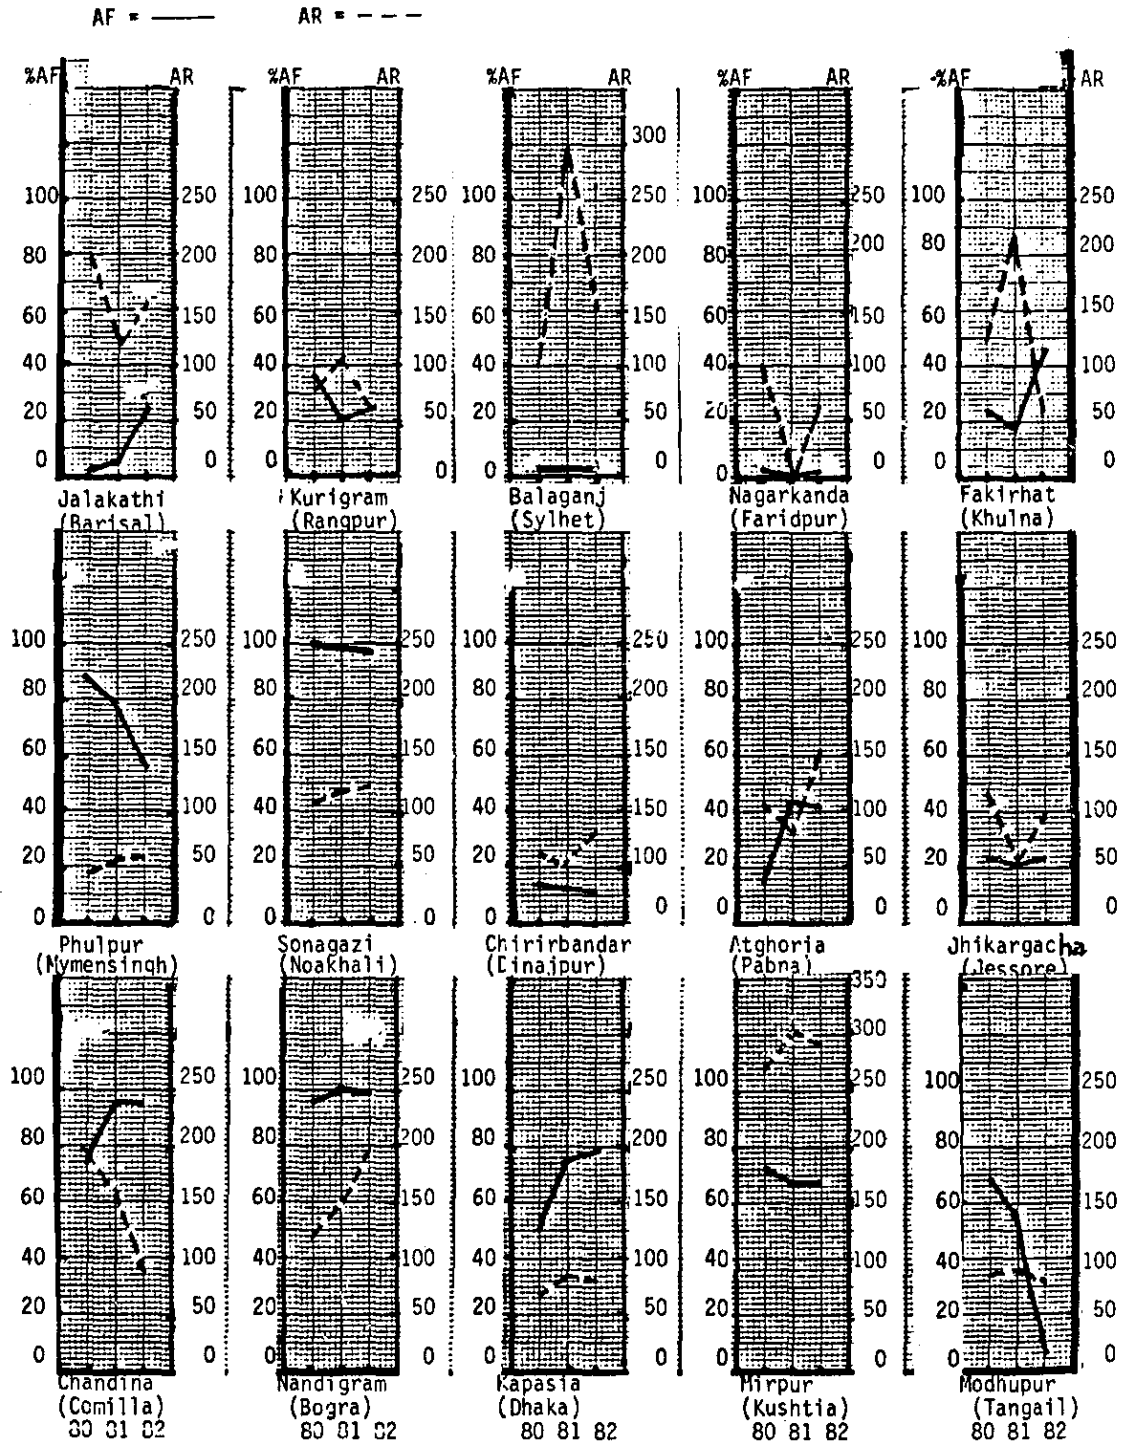 AF = ——— AR = – – –
%AF AR %AF AR %AF AR %AF AR %AF AR
300
100 250 100 250 100 250 100 250 100 250
80 200 80 200 80 200 80 200 80 200
60 150 60 150 60 150 60 150 60 150
40 100 40 100 40 100 40 100 40 100
20 50 20 50 20 50 20 50 20 50
0 0 0 0 0 0 0 0 0 0
Jalakathi Kurigram Balaganj Nagarkanda Fakirhat
(Barisal) (Rangpur) (Sylhet) (Faridpur) (Khulna)
100 250 100 250 100 250 100 250 100 250
80 200 80 200 80 200 80 200 80 200
60 150 60 150 60 150 60 150 60 150
40 100 40 100 40 150 40 100 40 100
20 50 20 50 20 100 20 50 20 50
0 0 0 0 0 0 0 0 0 0
Phulpur Sonagazi Chirirbandar Atghoria Jhikargacha
(Mymensingh) (Noakhali) (Dinajpur) (Pabna) (Jessore)
350
300
100 250 100 250 100 250 100 250 100 250
80 200 80 200 80 200 80 200 80 200
60 150 60 150 60 150 60 150 60 150
40 100 40 100 40 100 40 100 40 100
20 50 20 50 20 50 20 50 20 50
0 0 0 0 0 0 0 0 0 0
Chandina Nandigram Kapasia Mirpur Modhupur
(Comilla) (Bogra) (Dhaka) (Kushtia) (Tangail)
80 81 82 80 81 82 80 81 82 80 81 82 80 81 82